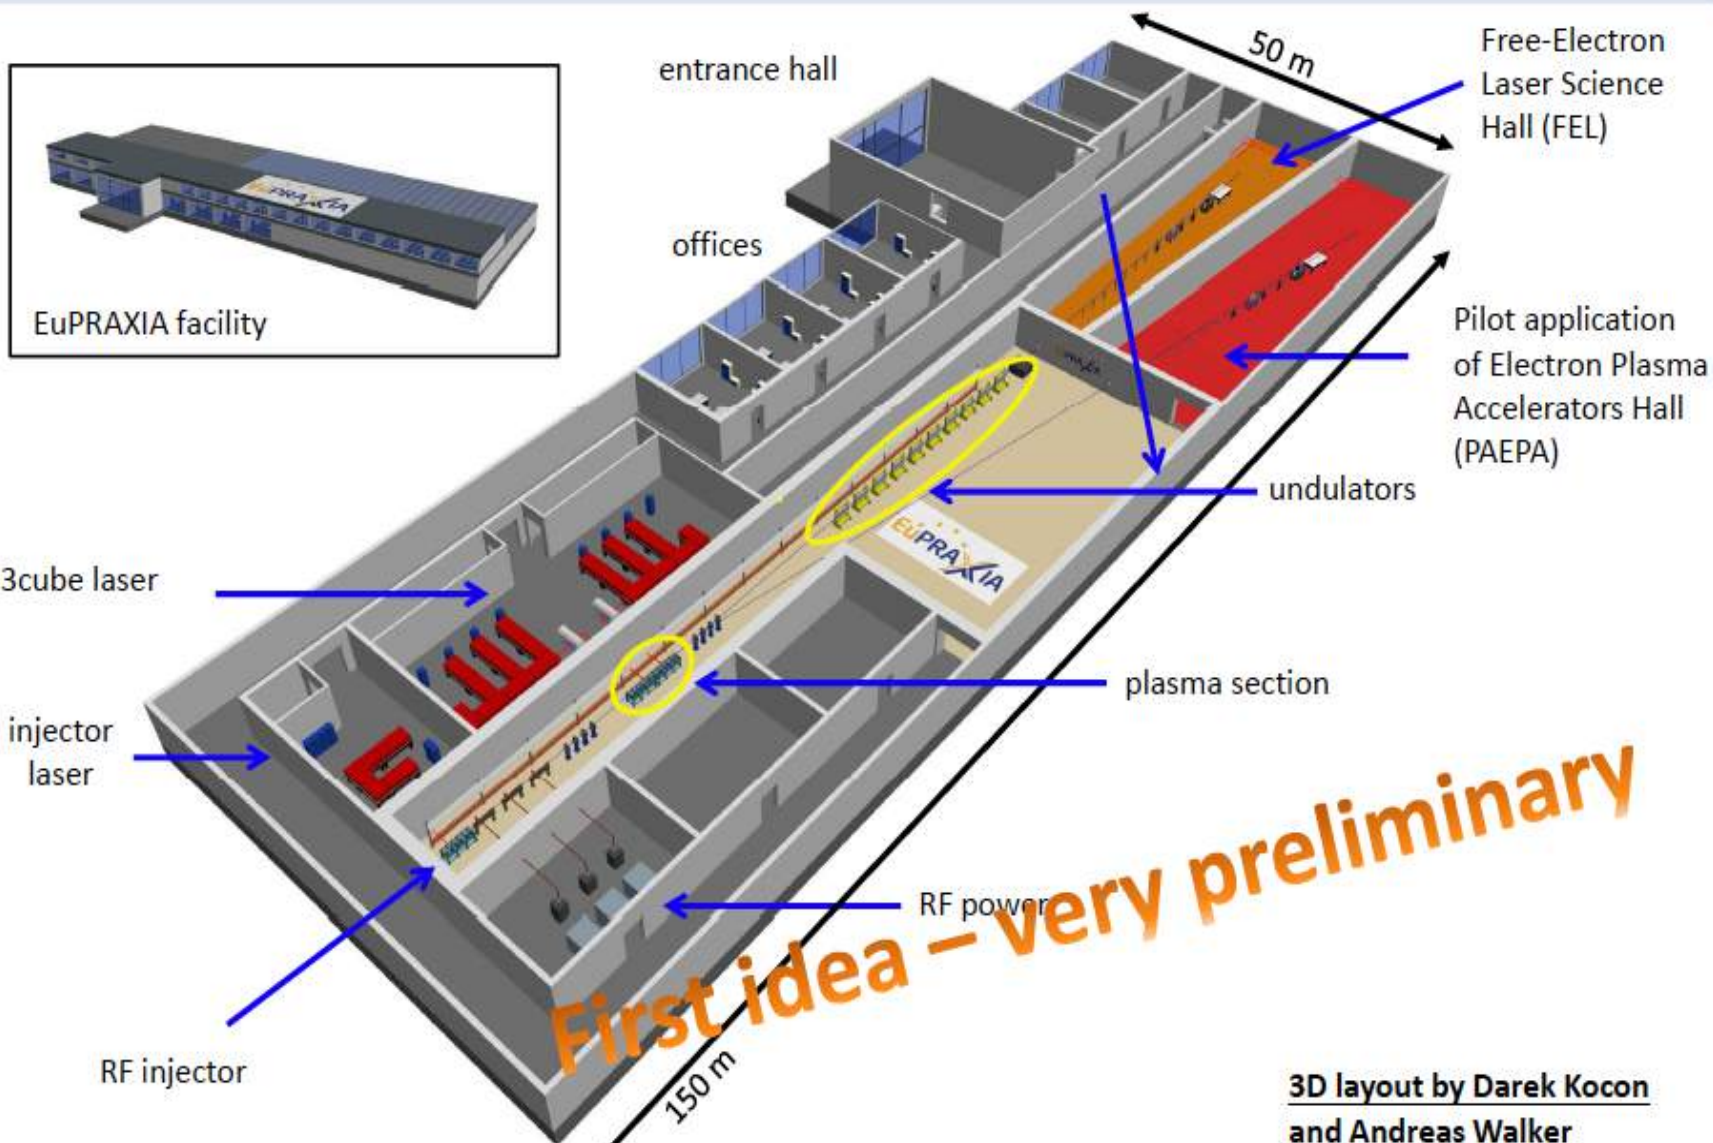 entrance hall
50 m
Free-Electron
Laser Science
Hall (FEL)
EuPRAXIA
EuPRAXIA facility
offices
Pilot application
of Electron Plasma
Accelerators Hall
(PAEPA)
undulators
EuPRAXIA
3cube laser
plasma section
injector
laser
RF power
First idea – very preliminary
RF injector
150 m
3D layout by Darek Kocon
and Andreas Walker